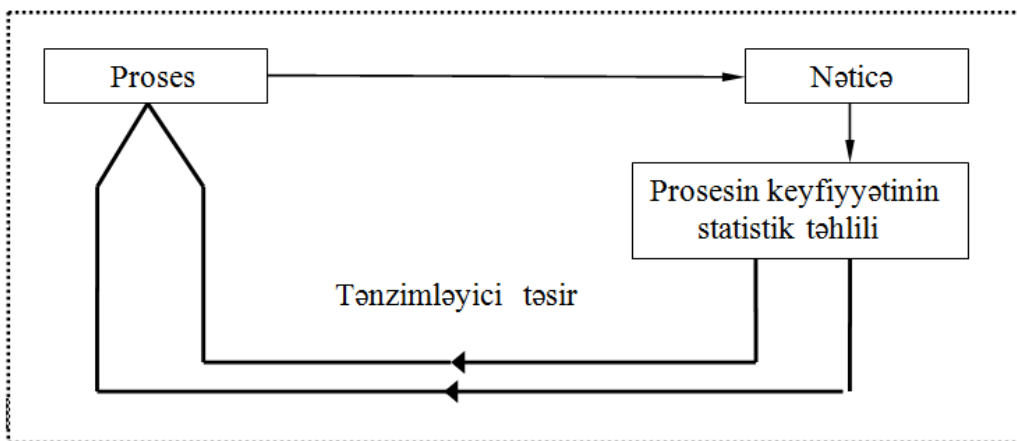 Proses
Nəticə
Prosesin keyfiyyətinin
statistik təhlili
Tənzimləyici təsir